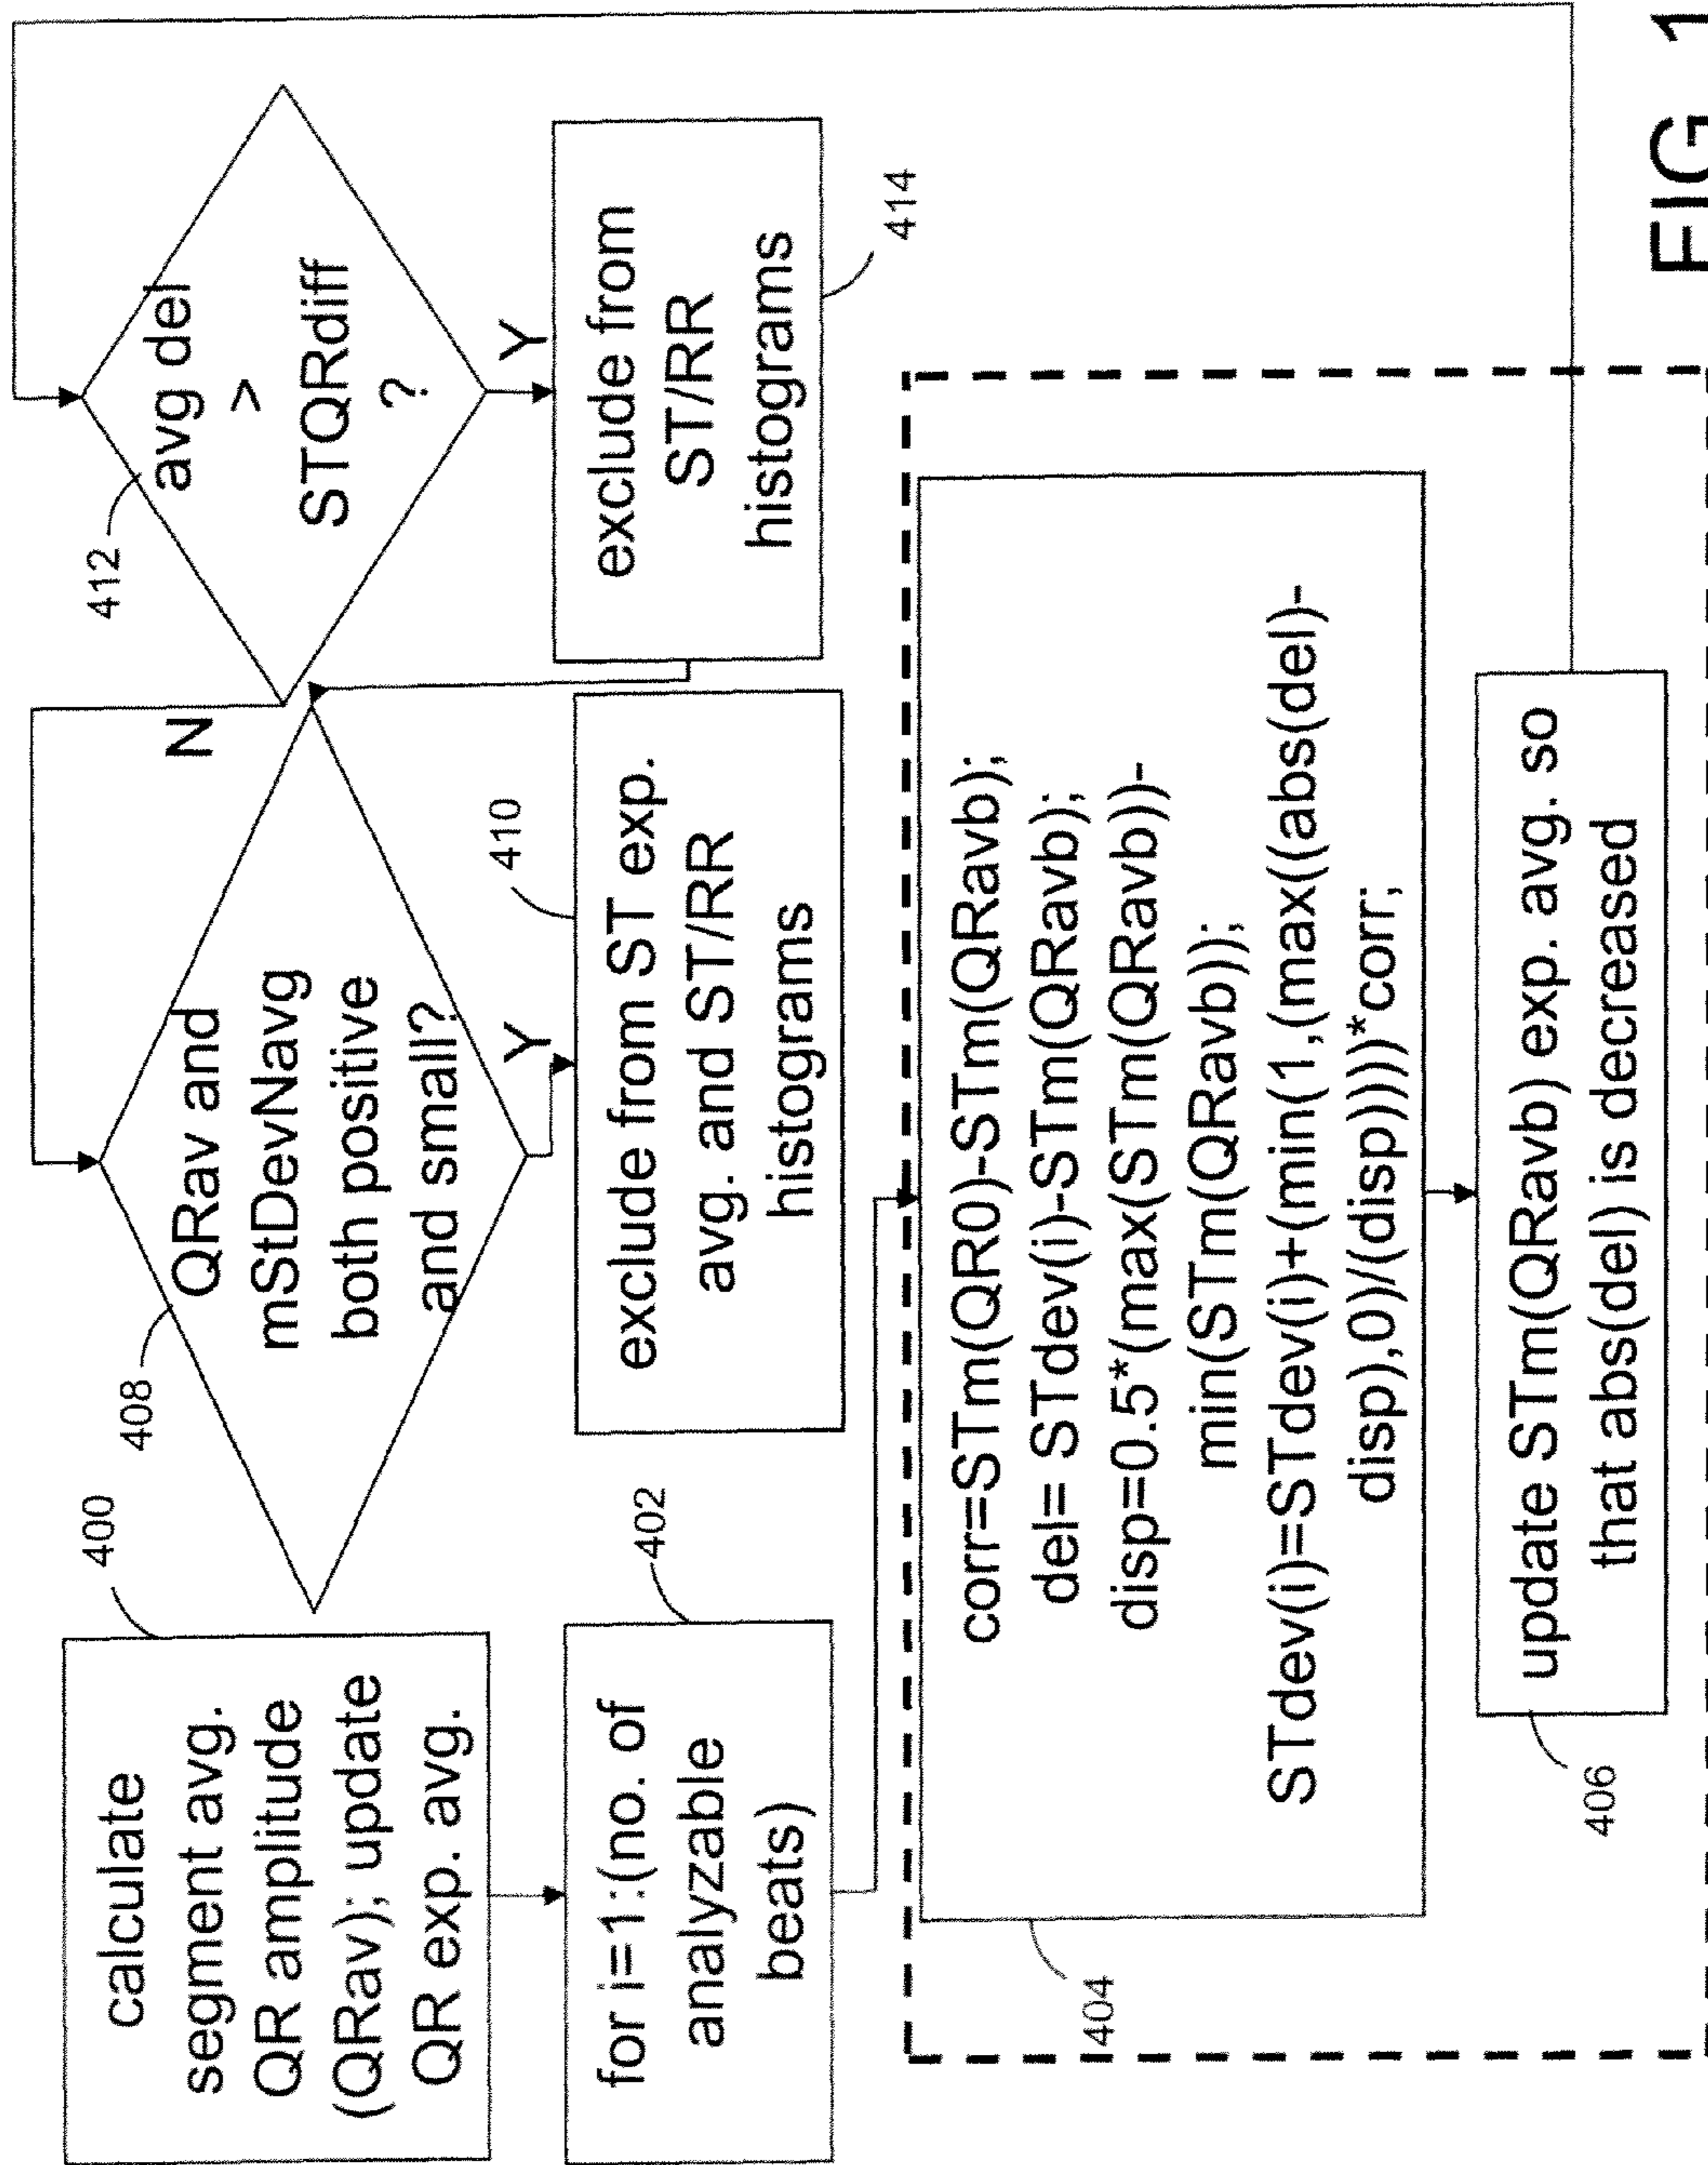 400
calculate
segment avg.
QR amplitude
(QRav); update
QR exp. avg.
402
for i=1:(no. of
analyzable
beats)
404
corr=STm(QR0)-STm(QRavb);
del= STdev(i)-STm(QRavb);
disp=0.5*(max(STm(QRavb))-
min(STm(QRavb));
STdev(i)=STdev(i)+(min(1,(max((abs(del)-
disp),0)/(disp)))))*corr;
406
update STm(QRavb) exp. avg. so
that abs(del) is decreased
408
QRav and
mStDevNavg
both positive
and small?
Y
N
410
exclude from ST exp.
avg. and ST/RR
histograms
412
avg del
>
STQRdiff
?
Y
414
exclude from
ST/RR
histograms
FIG. 1